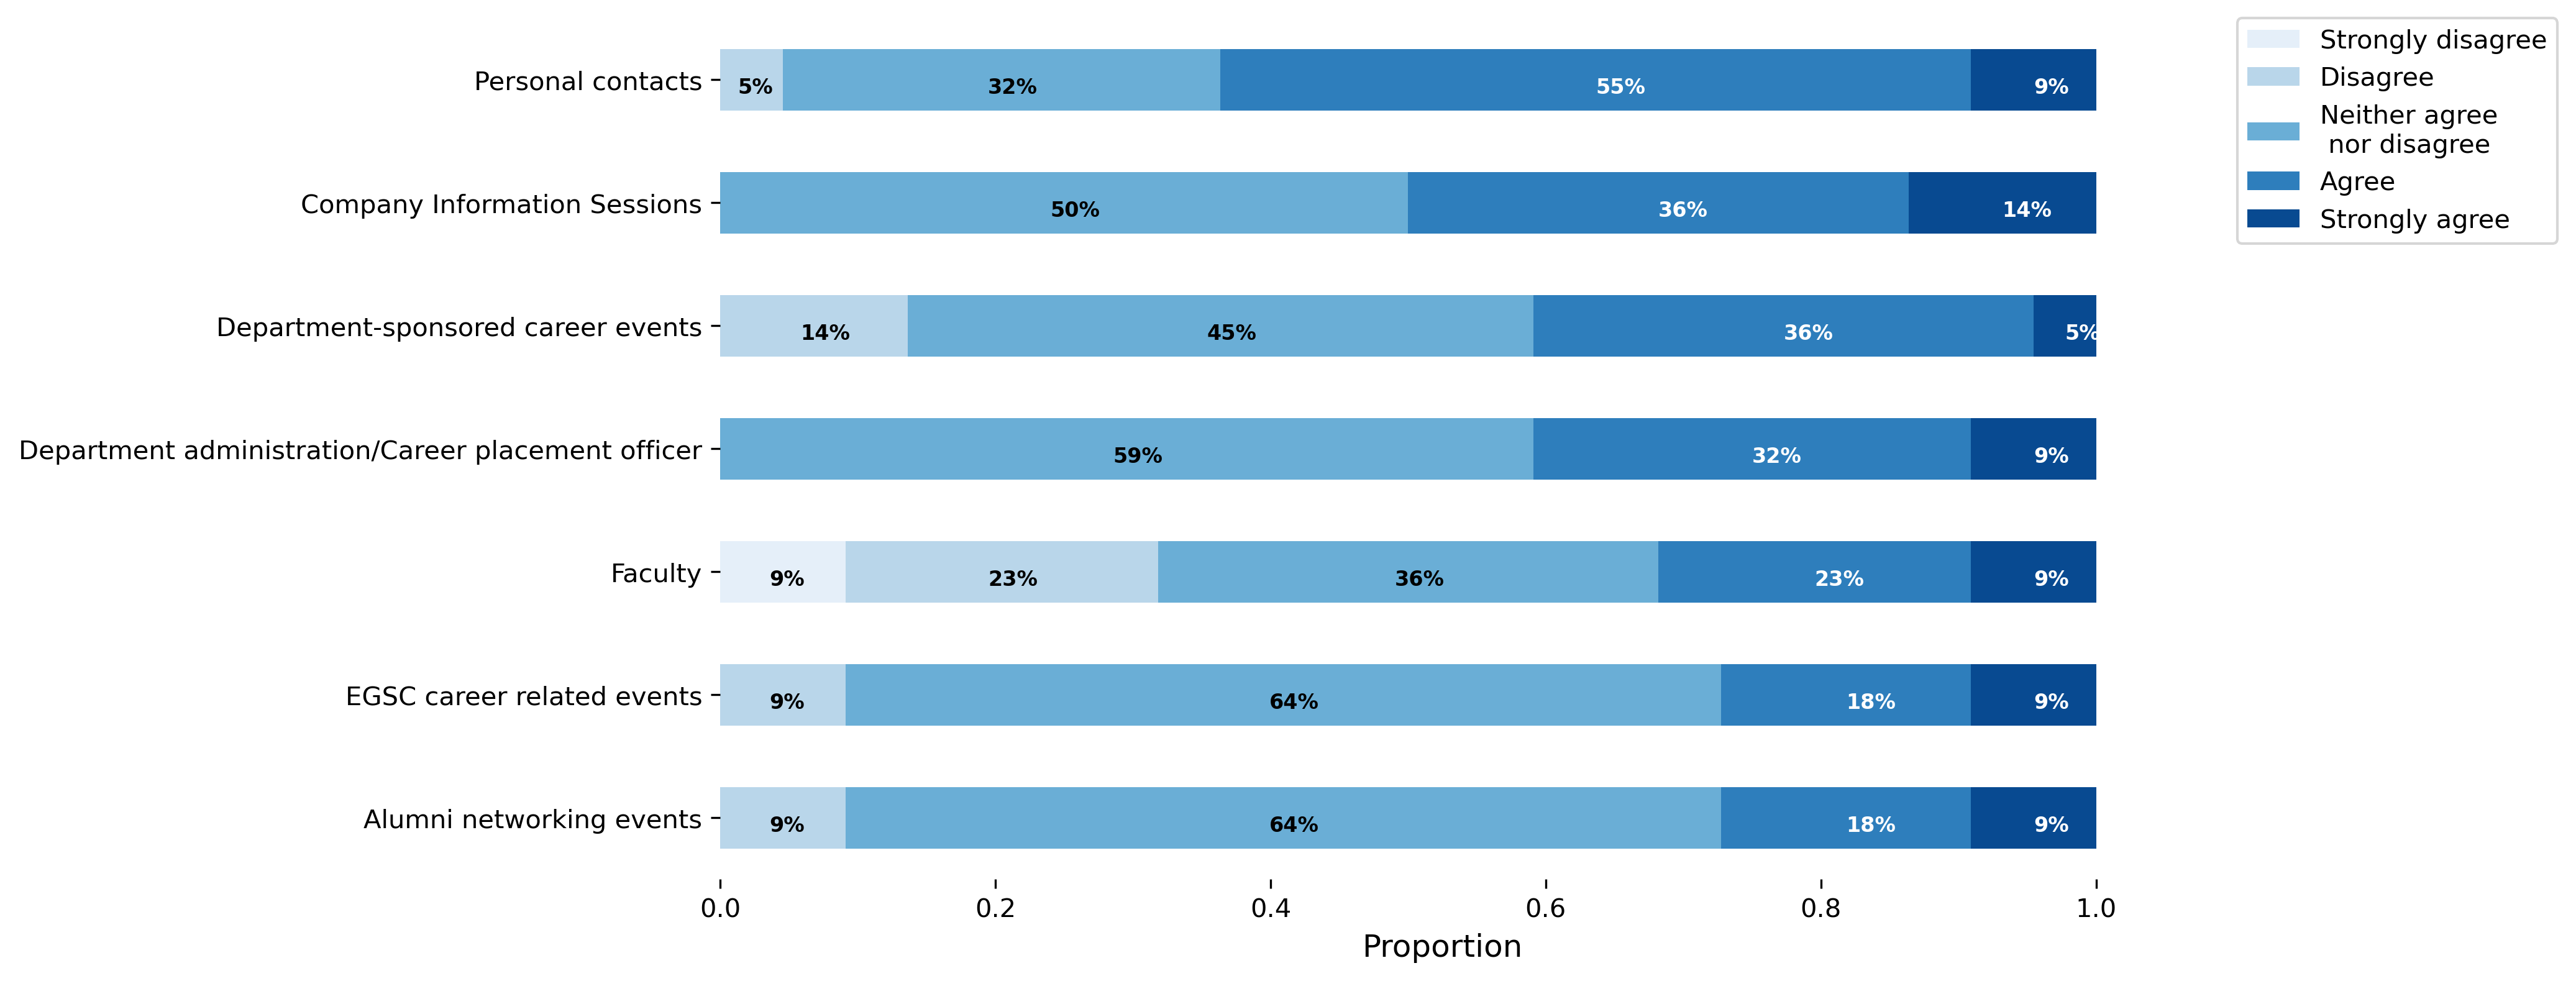 Strongly disagree
Disagree
Neither agree
nor disagree
Agree
Strongly agree
Personal contacts
5%
32%
55%
9%
Company Information Sessions
50%
36%
14%
Department-sponsored career events
14%
45%
36%
5%
Department administration/Career placement officer
59%
32%
9%
Faculty
9%
23%
36%
23%
9%
EGSC career related events
9%
64%
18%
9%
Alumni networking events
9%
64%
18%
9%
0.0
0.2
0.4
0.6
0.8
1.0
Proportion